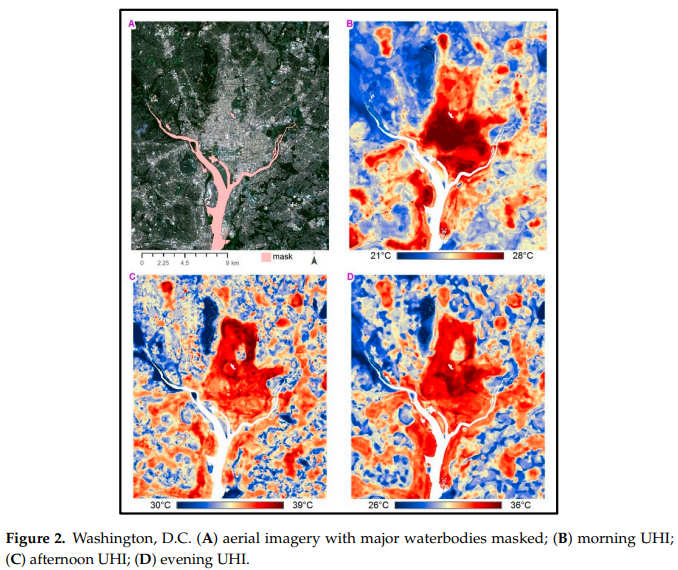 A
B
0 2.25 4.5 9 km
mask
21°C 28°C
C
D
30°C 39°C
26°C 36°C
Figure 2. Washington, D.C. (A) aerial imagery with major waterbodies masked; (B) morning UHI;
(C) afternoon UHI; (D) evening UHI.